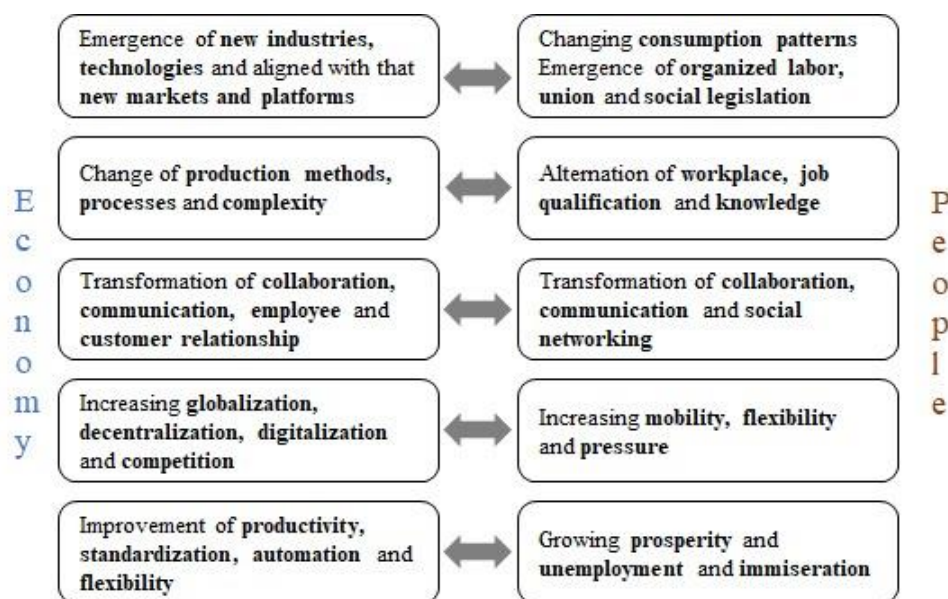 Emergence of new industries,
technologies and aligned with that
new markets and platforms
Changing consumption patterns
Emergence of organized labor,
union and social legislation
Change of production methods,
processes and complexity
Alternation of workplace, job
qualification and knowledge
Economy
People
Transformation of collaboration,
communication, employee and
customer relationship
Transformation of collaboration,
communication and social
networking
Increasing globalization,
decentralization, digitalization
and competition
Increasing mobility, flexibility
and pressure
Improvement of productivity,
standardization, automation and
flexibility
Growing prosperity and
unemployment and immiseration